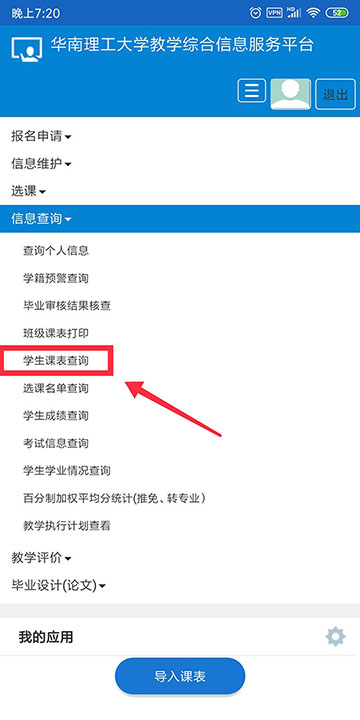 晚上7:20
VPN
HD
52
华南理工大学教学综合信息服务平台
退出
报名申请
信息维护
选课
信息查询
查询个人信息
学籍预警查询
毕业审核结果核查
班级课表打印
学生课表查询
选课名单查询
学生成绩查询
考试信息查询
学生学业情况查询
百分制加权平均分统计(推免、转专业)
教学执行计划查看
教学评价
毕业设计(论文)
我的应用
导入课表